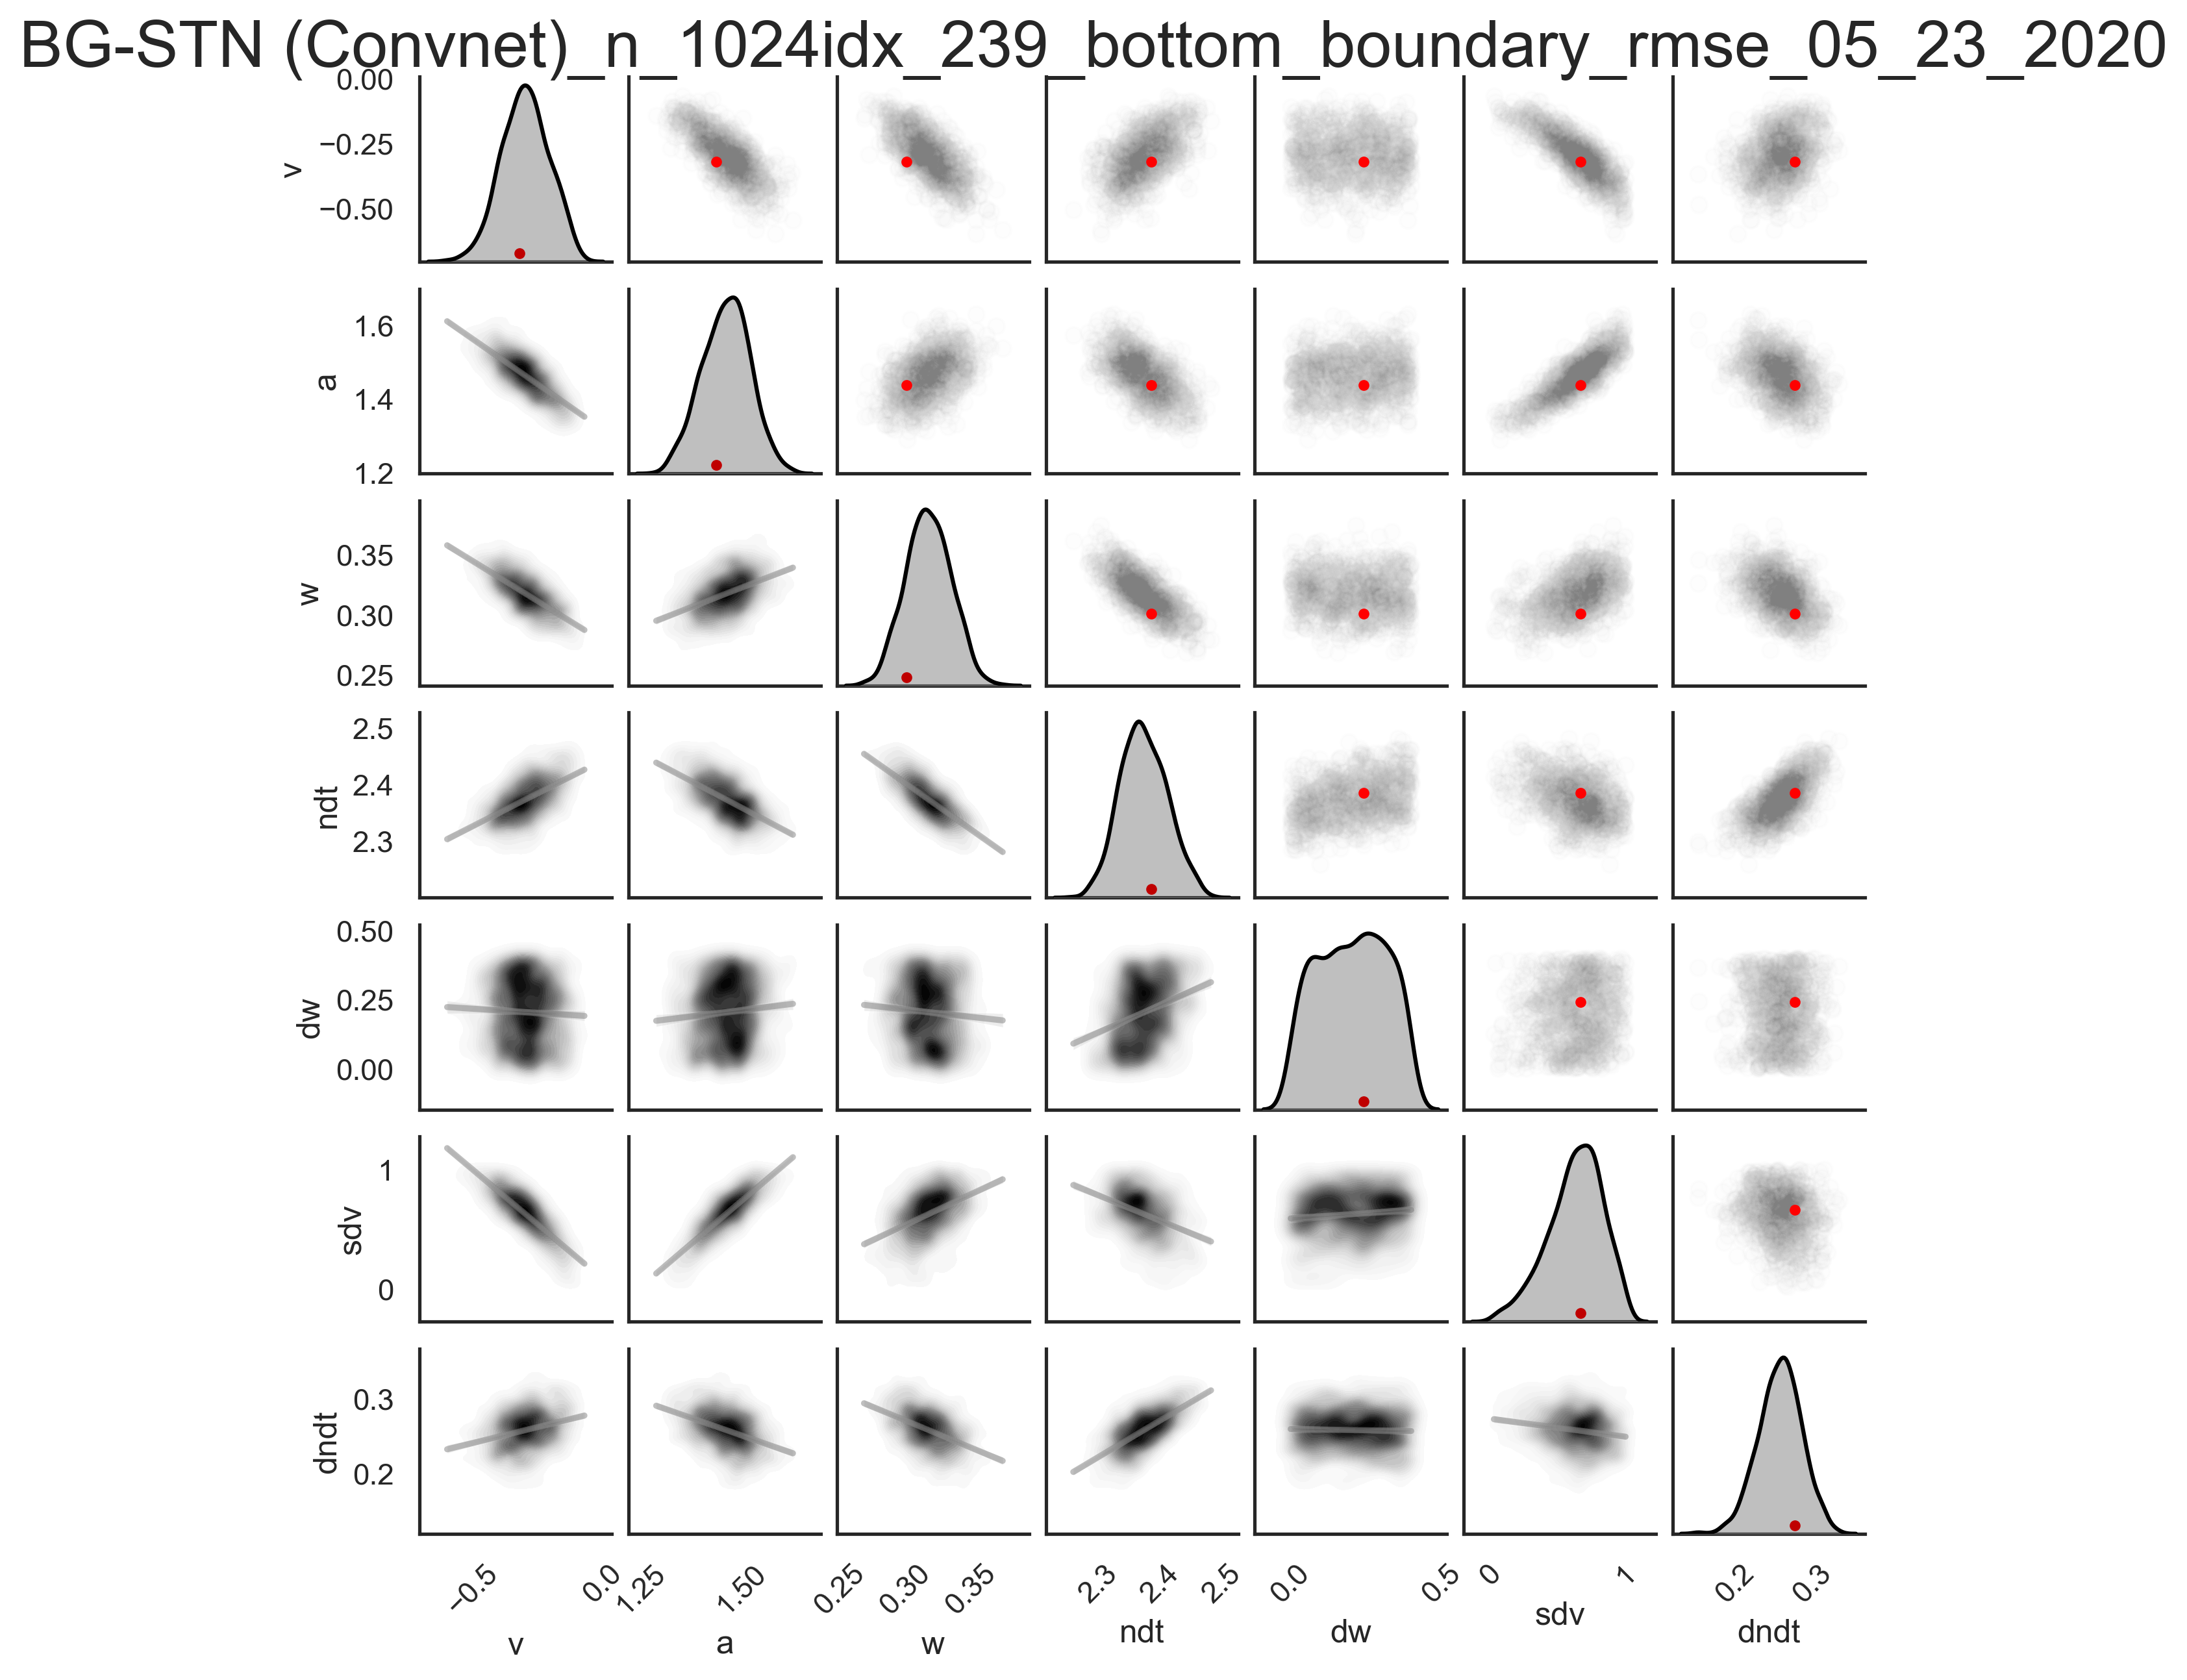 BG-STN (Convnet)_n_1024idx_239_bottom_boundary_rmse_05_23_2020
0.00
−0.25
−0.50
v
1.6
1.4
1.2
a
0.35
0.30
0.25
w
2.5
2.4
2.3
ndt
0.50
0.25
0.00
dw
1
0
sdv
0.3
0.2
dndt
−0.5 0.0 1.25 1.50 0.25 0.30 0.35 2.3 2.4 2.5 0.0 0.5 0 1 0.2 0.3
v a w ndt dw sdv dndt